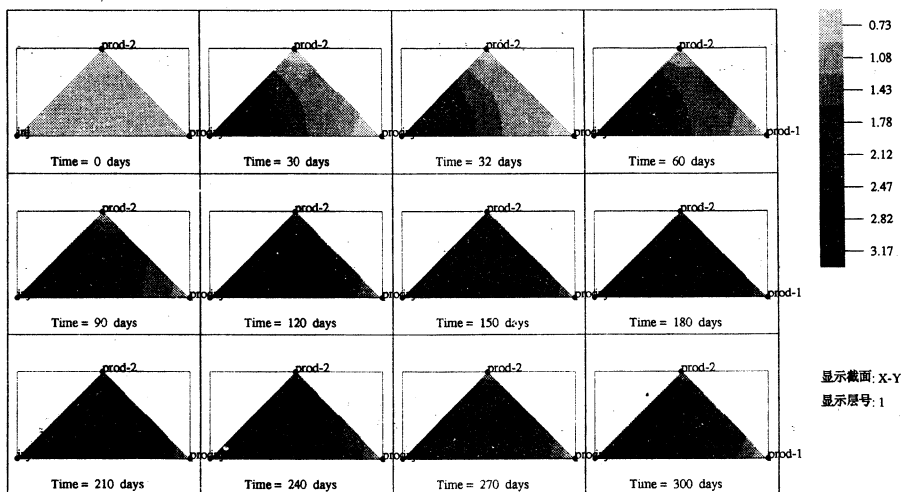 prod-2 prod-2 prod-2 prod-2
0.73
1.08
1.43
1.78
2.12
2.47
2.82
3.17
inj prod-1
Time = 0 days Time = 30 days Time = 32 days Time = 60 days
prod-2 prod-2 prod-2 prod-2
prod-1
Time = 90 days Time = 120 days Time = 150 days Time = 180 days
prod-2 prod-2 prod-2 prod-2
显示截面: X-Y
显示层号: 1
prod-1
Time = 210 days Time = 240 days Time = 270 days Time = 300 days